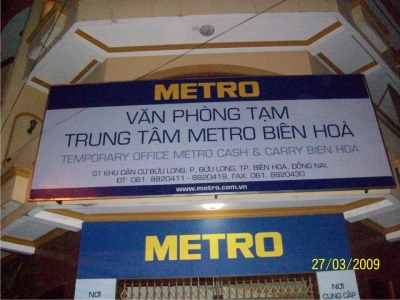 METRO
VĂN PHÒNG TẠM
TRUNG TÂM METRO BIÊN HOÀ
TEMPORARY OFFICE METRO CASH & CARRY BIEN HOA
G1 KHU DÂN CƯ BỬU LONG, P. BỬU LONG, TP. BIÊN HOA, ĐỒNG NAI,
ĐT: 061. 8820411 - 8820419, FAX: 061. 8820430
www.metro.com.vn
METRO
NƠI
NƠI
CUNG CẤP
27/03/2009